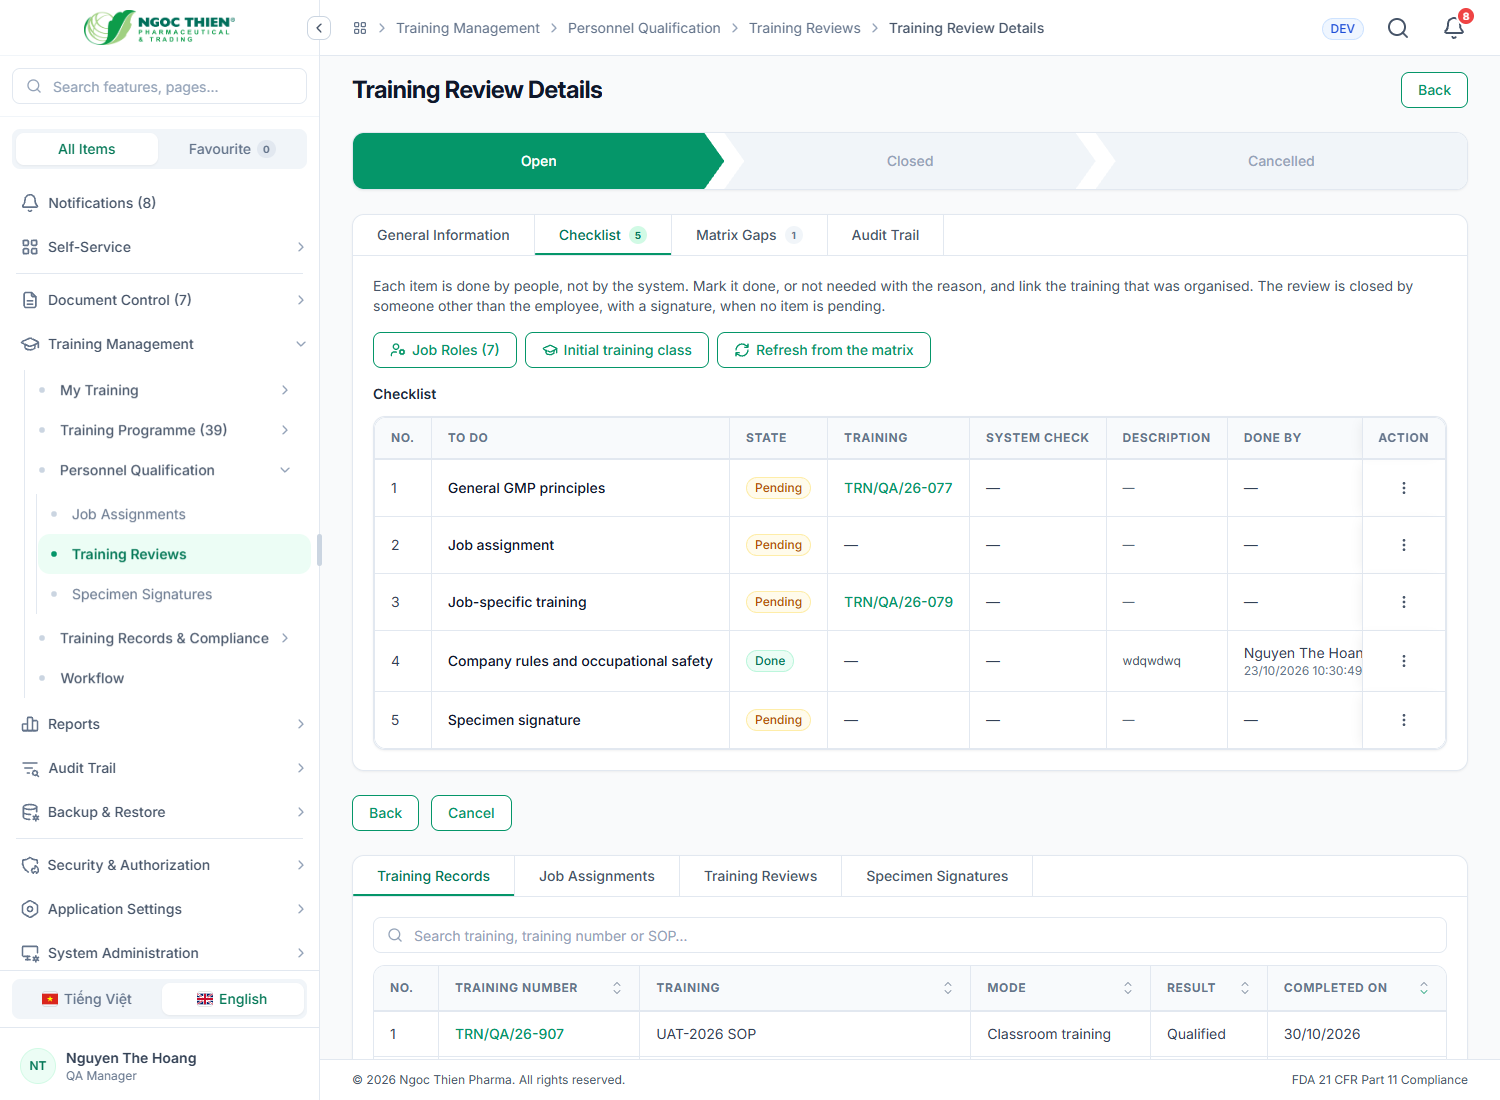 NGOC THIEN®
PHARMACEUTICAL
& TRADING
Training Management
Personnel Qualification
Training Reviews
Training Review Details
DEV
8
Search features, pages...
All Items
Favourite 0
Notifications (8)
Self-Service
Document Control (7)
Training Management
My Training
Training Programme (39)
Personnel Qualification
Job Assignments
Training Reviews
Specimen Signatures
Training Records & Compliance
Workflow
Reports
Audit Trail
Backup & Restore
Security & Authorization
Application Settings
System Administration
Tiếng Việt
English
NT
Nguyen The Hoang
QA Manager
Training Review Details
Back
Open
Closed
Cancelled
General Information
Checklist 5
Matrix Gaps 1
Audit Trail
Each item is done by people, not by the system. Mark it done, or not needed with the reason, and link the training that was organised. The review is closed by
someone other than the employee, with a signature, when no item is pending.
Job Roles (7)
Initial training class
Refresh from the matrix
Checklist
NO. TO DO STATE TRAINING SYSTEM CHECK DESCRIPTION DONE BY ACTION
1 General GMP principles Pending TRN/QA/26-077 — — —
2 Job assignment Pending — — — —
3 Job-specific training Pending TRN/QA/26-079 — — —
4 Company rules and occupational safety Done — — wdqwdwq Nguyen The Hoan
23/10/2026 10:30:49
5 Specimen signature Pending — — — —
Back
Cancel
Training Records
Job Assignments
Training Reviews
Specimen Signatures
Search training, training number or SOP...
NO. TRAINING NUMBER TRAINING MODE RESULT COMPLETED ON
1 TRN/QA/26-907 UAT-2026 SOP Classroom training Qualified 30/10/2026
© 2026 Ngoc Thien Pharma. All rights reserved.
FDA 21 CFR Part 11 Compliance